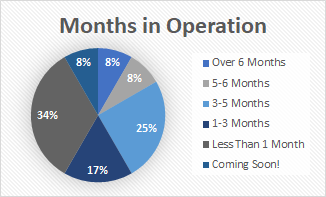 Months in Operation
8%
8%
8%
25%
34%
17%
Over 6 Months
5-6 Months
3-5 Months
1-3 Months
Less Than 1 Month
Coming Soon!